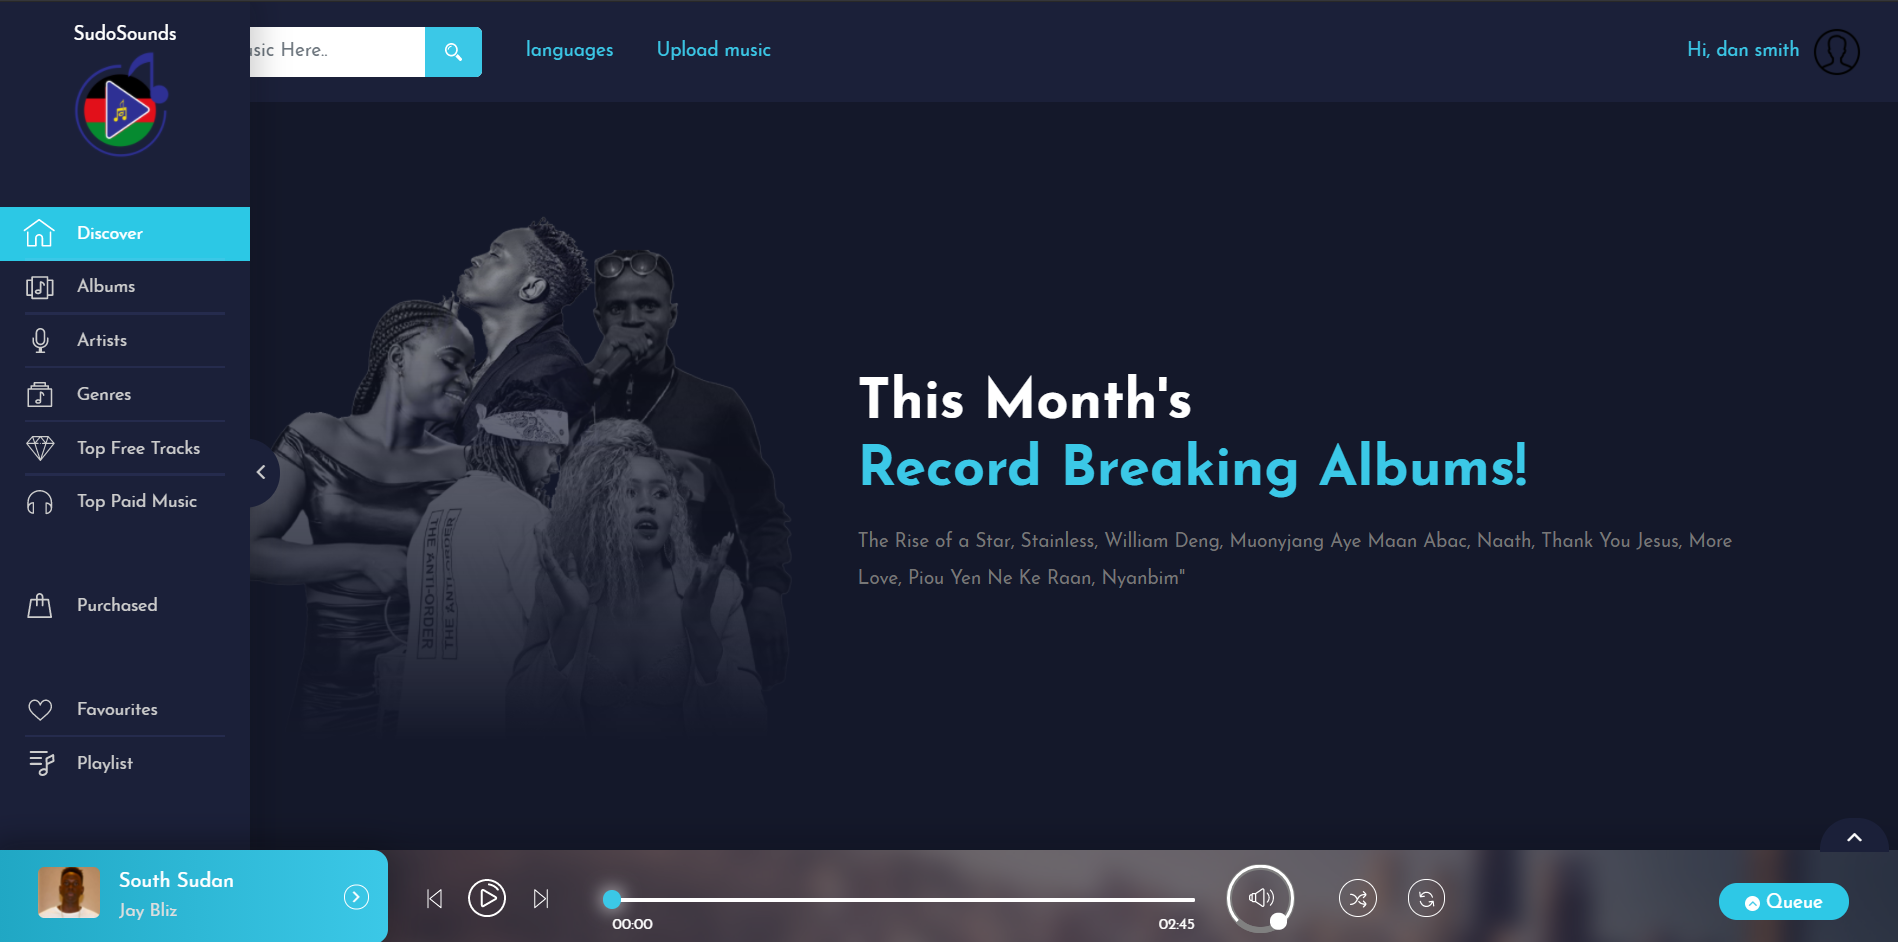 SudoSounds
usic Here..
languages
Upload music
Hi, dan smith
Discover
Albums
Artists
Genres
Top Free Tracks
Top Paid Music
Purchased
Favourites
Playlist
This Month's
Record Breaking Albums!
The Rise of a Star, Stainless, William Deng, Muonyjang Aye Maan Abac, Naath, Thank You Jesus, More
Love, Piou Yen Ne Ke Raan, Nyanbim"
THE ANTI-ORDER
South Sudan
Jay Bliz
00:00
02:45
Queue